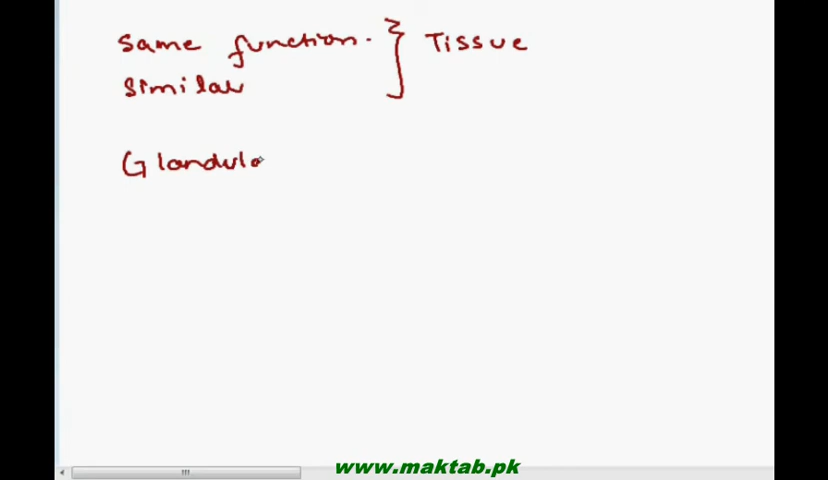 Same function. } Tissue
Similar
Glandula
www.maktab.pk